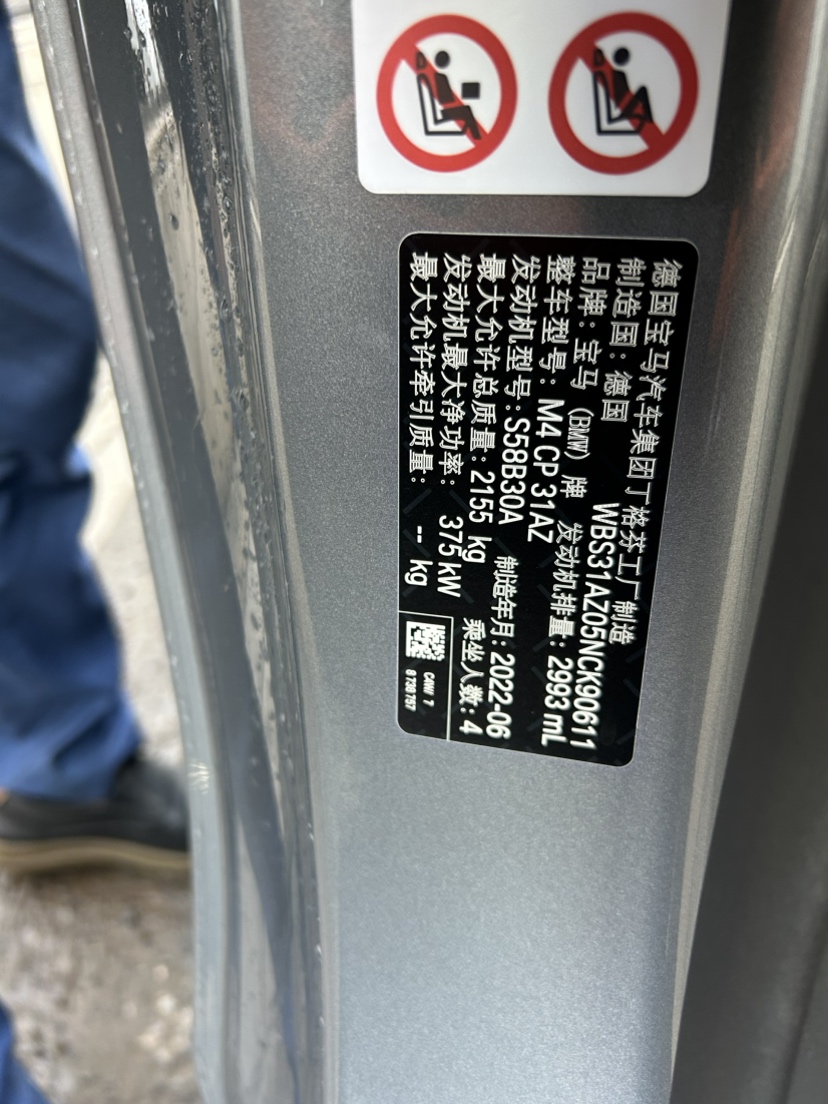 德国宝马汽车集团丁格芬工厂制造
制造国：德国 WBS31AZ05NCK90611
品牌：宝马（BMW）牌 发动机排量：2993 mL
整车型号：M4 CP 31AZ
发动机型号：S58B30A 制造年月：2022-06
最大允许总质量：2155 kg 乘坐人数：4
发动机最大净功率：375 kW
最大允许牵引质量：-- kg